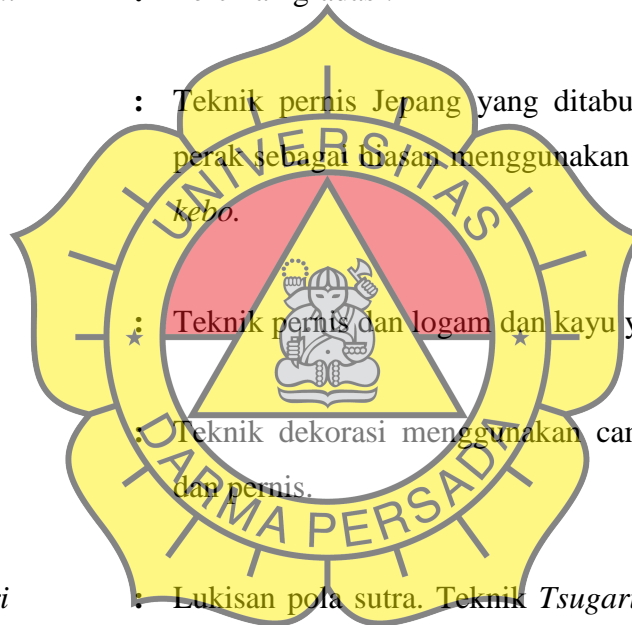 : Teknik pernis Jepang yang ditabu
perak sebagai hiasan menggunakan
kebo.
: Teknik pernis dan logam dan kayu y
: Teknik dekorasi menggunakan can
dan pernis.
: Lukisan pola sutra. Teknik Tsugaru
UNIVERSITAS
DARMA PERSADA